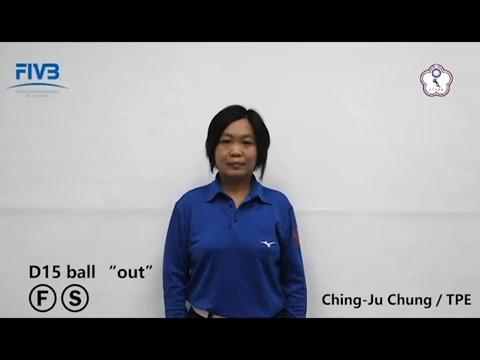 FIVB
D15 ball “out”
F S
Ching-Ju Chung / TPE